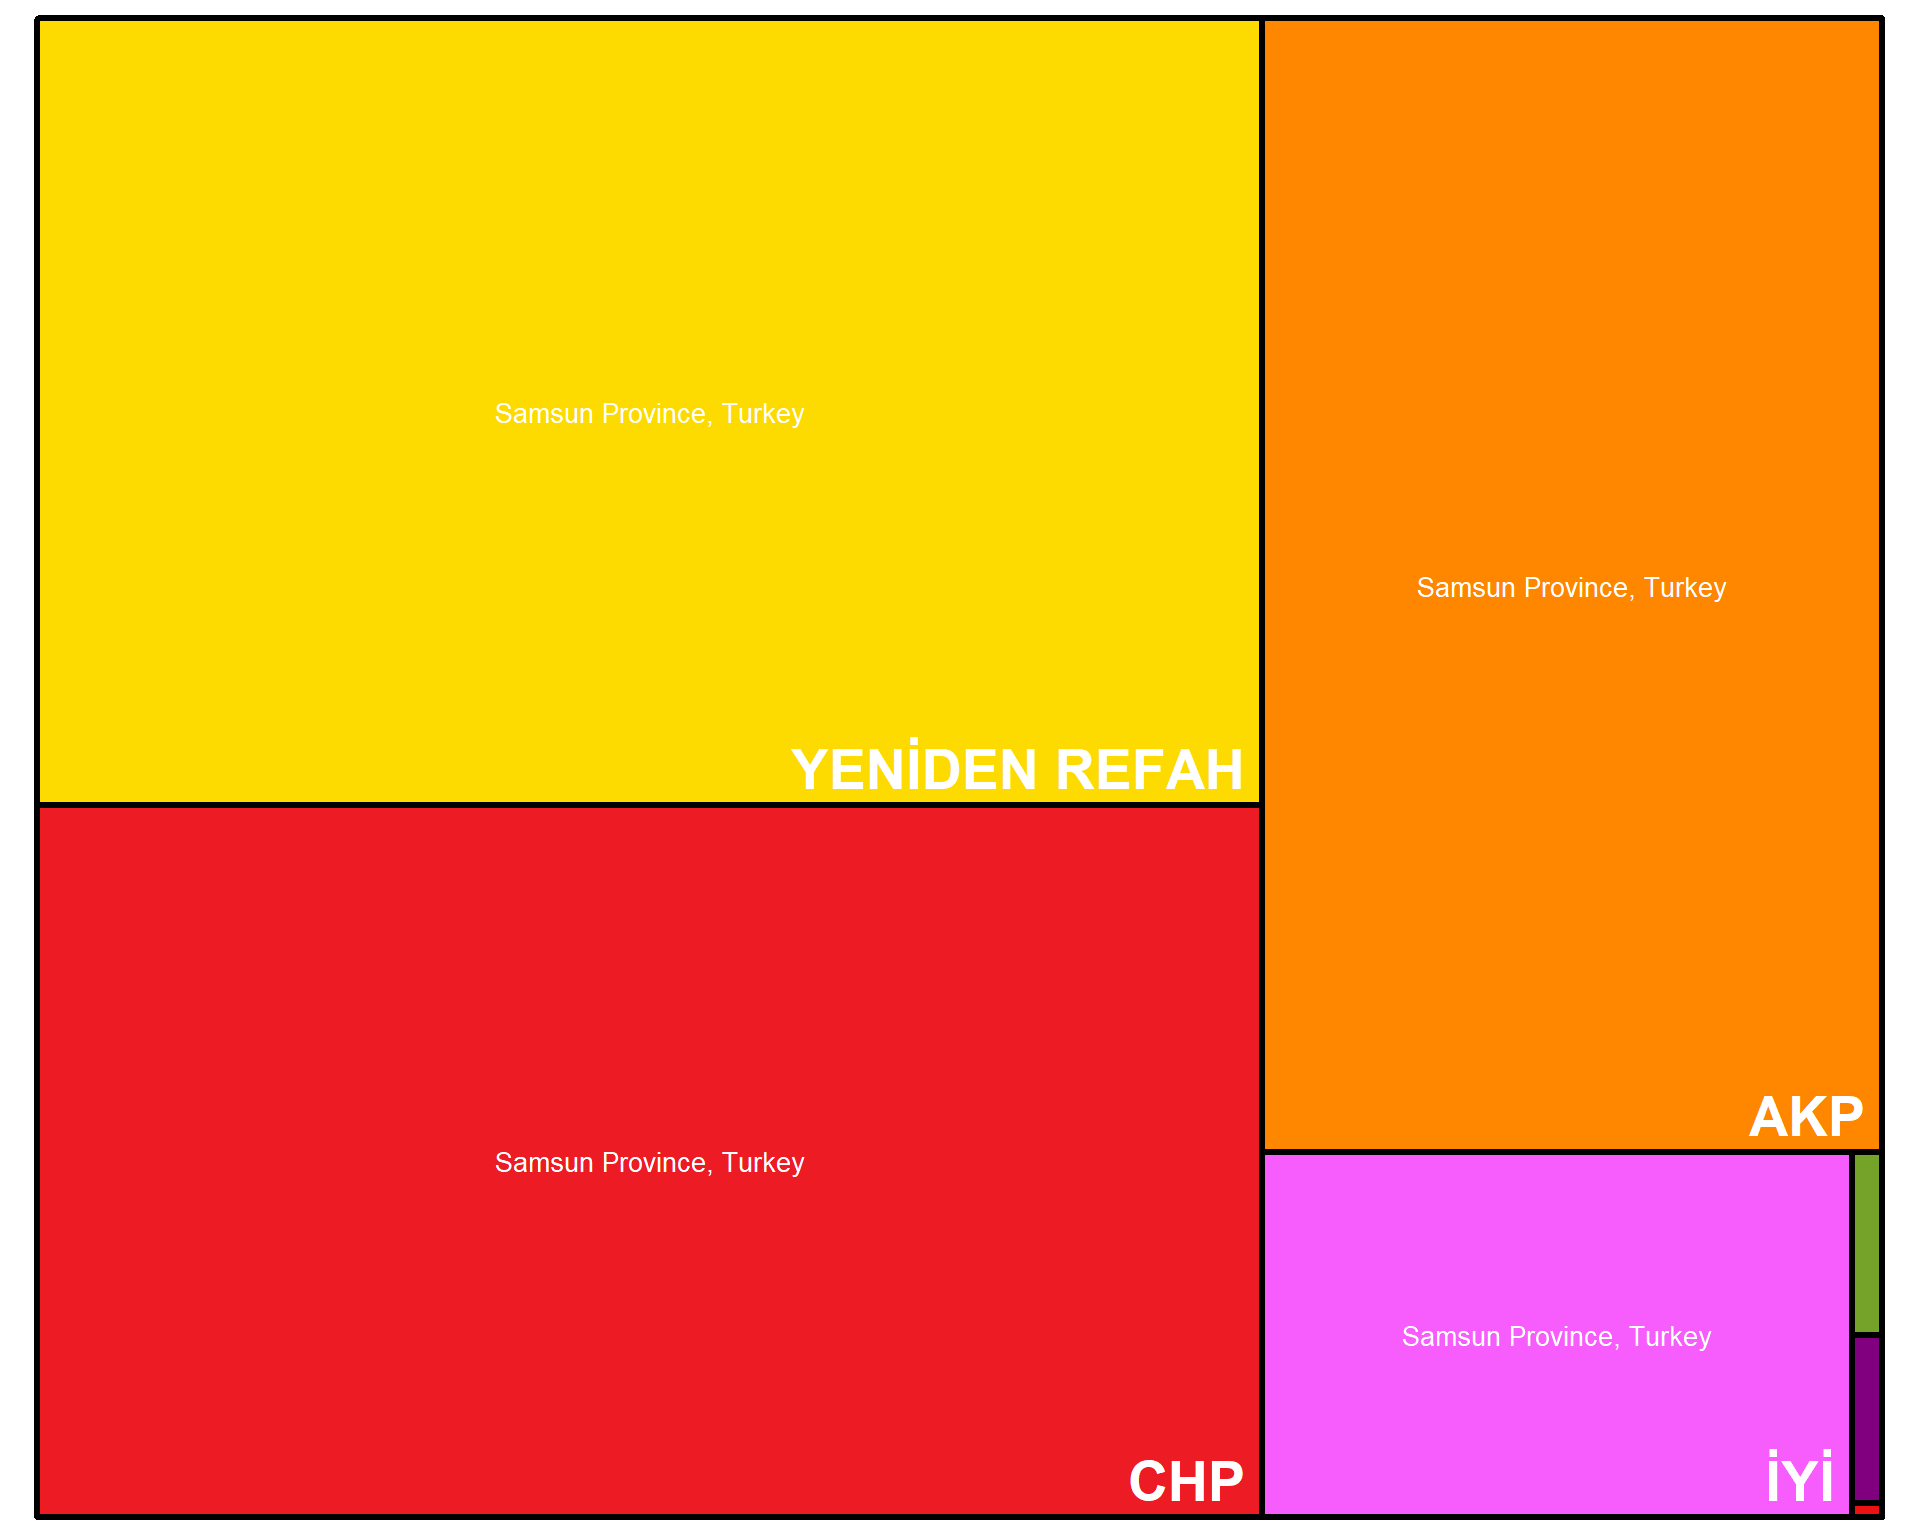 Samsun Province, Turkey
YENİDEN REFAH
Samsun Province, Turkey
CHP
Samsun Province, Turkey
AKP
Samsun Province, Turkey
İYİ